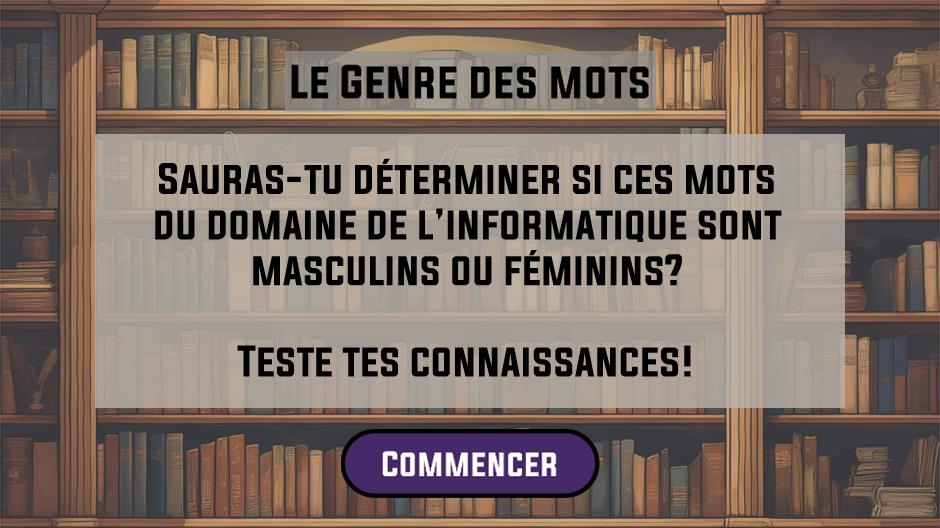 Le Genre des mots
Sauras-tu déterminer si ces mots
du domaine de l'informatique sont
masculins ou féminins?
Teste tes connaissances!
Commencer